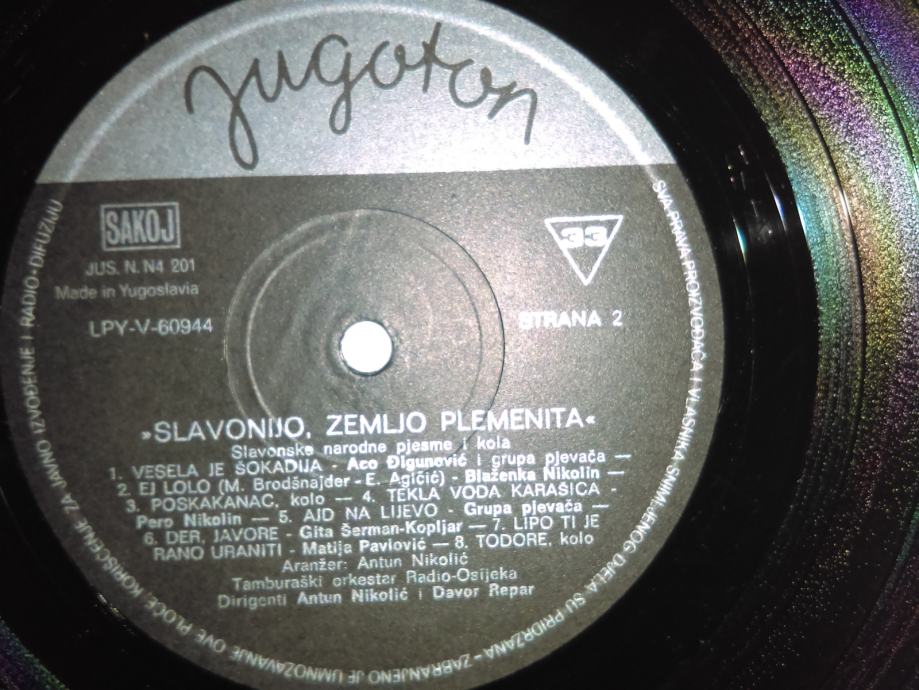 jugoton
SAKOJ
JUS. N. N4 201
Made in Yugoslavia
LPY-V-60944
33
STRANA 2
»SLAVONIJO, ZEMLJO PLEMENITA«
Slavonske narodne pjesme i kola
1. VESELA JE ŠOKADIJA - Aco Đigunović i grupa pjevača —
2. EJ LOLO (M. Brodšnajder - E. Agičić) - Blaženka Nikolin —
3. POSKAKANAC, kolo — 4. TEKLA VODA KARAŠICA -
Pero Nikolin — 5. AJD NA LIJEVO - Grupa pjevača —
6. DER, JAVORE - Gita Šerman-Kopljar — 7. LIPO TI JE
RANO URANITI - Matija Pavlović — 8. TODORE, kolo
Aranžer: Antun Nikolić
Tamburaški orkestar Radio-Osijeka
Dirigenti Antun Nikolić i Davor Repar
SVA PRAVA PROIZVOĐAČA I VLASNIKA SNIMLJENOG DJELA SU PRIDRŽANA - ZABRANJENO JE UMNOŽAVANJE OVE PLOČE, KORIŠĆENJE ZA JAVNO IZVOĐENJE I RADIO-DIFUZIJU